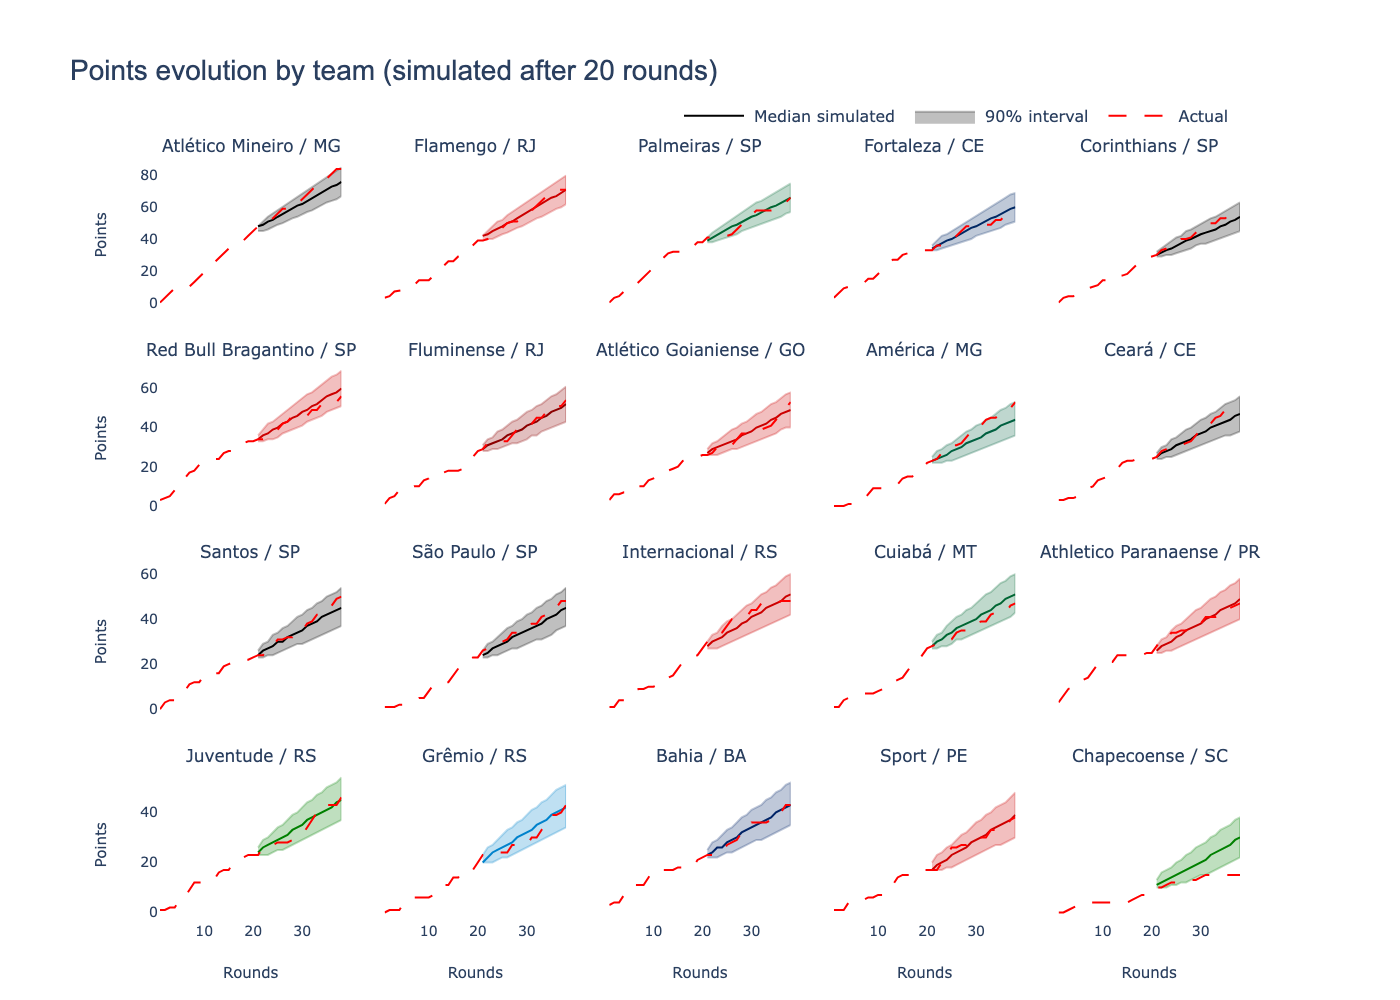 Points evolution by team (simulated after 20 rounds)
Median simulated 90% interval Actual
Atlético Mineiro / MG Flamengo / RJ Palmeiras / SP Fortaleza / CE Corinthians / SP
80
60
40
20
0
Points
Red Bull Bragantino / SP Fluminense / RJ Atlético Goianiense / GO América / MG Ceará / CE
60
40
20
0
Points
Santos / SP São Paulo / SP Internacional / RS Cuiabá / MT Athletico Paranaense / PR
60
40
20
0
Points
Juventude / RS Grêmio / RS Bahia / BA Sport / PE Chapecoense / SC
40
20
0
Points
10 20 30 10 20 30 10 20 30 10 20 30 10 20 30
Rounds Rounds Rounds Rounds Rounds